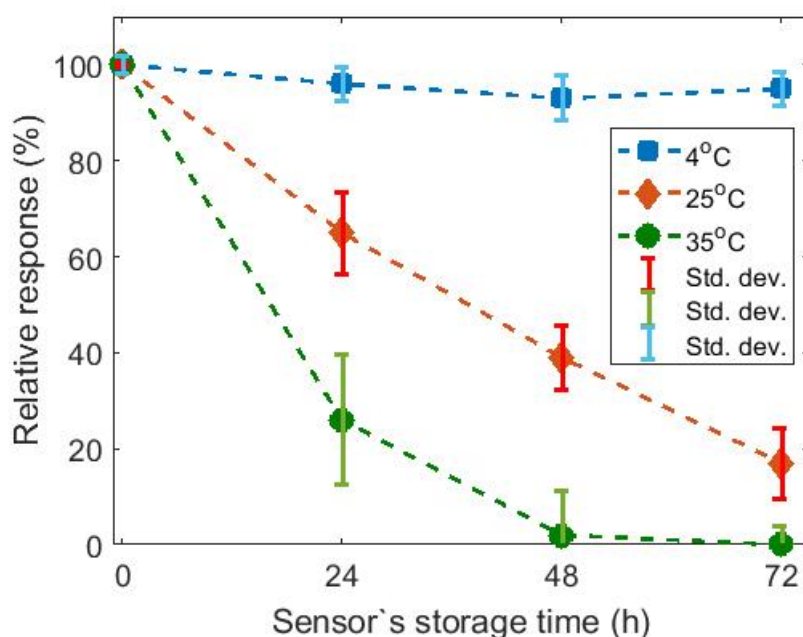 100
80
60
40
20
0
Relative response (%)
4°C
25°C
35°C
Std. dev.
Std. dev.
Std. dev.
0 24 48 72
Sensor`s storage time (h)